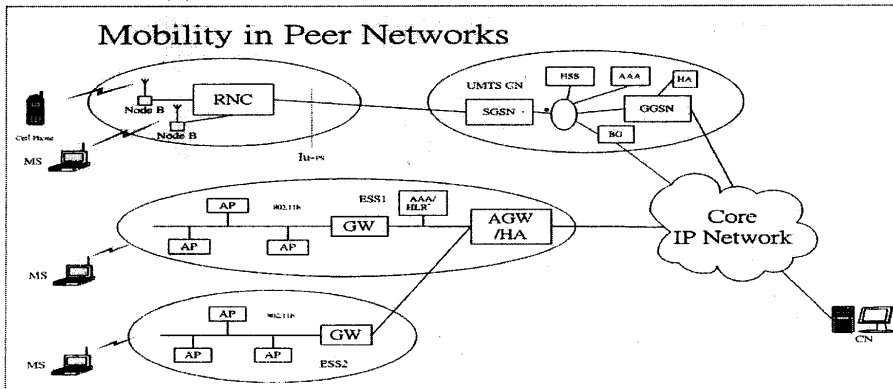 Mobility in Peer Networks
UMTS CN
HSS
AAA
HA
RNC
Node B
Node B
SGSN
GGSN
BG
Cell Phone
MS
Iu-PS
ESS1
AAA/
HLR
AP
802.11b
GW
AGW
/HA
AP
AP
Core
IP Network
MS
AP
802.11b
GW
AP
AP
ESS2
MS
CN